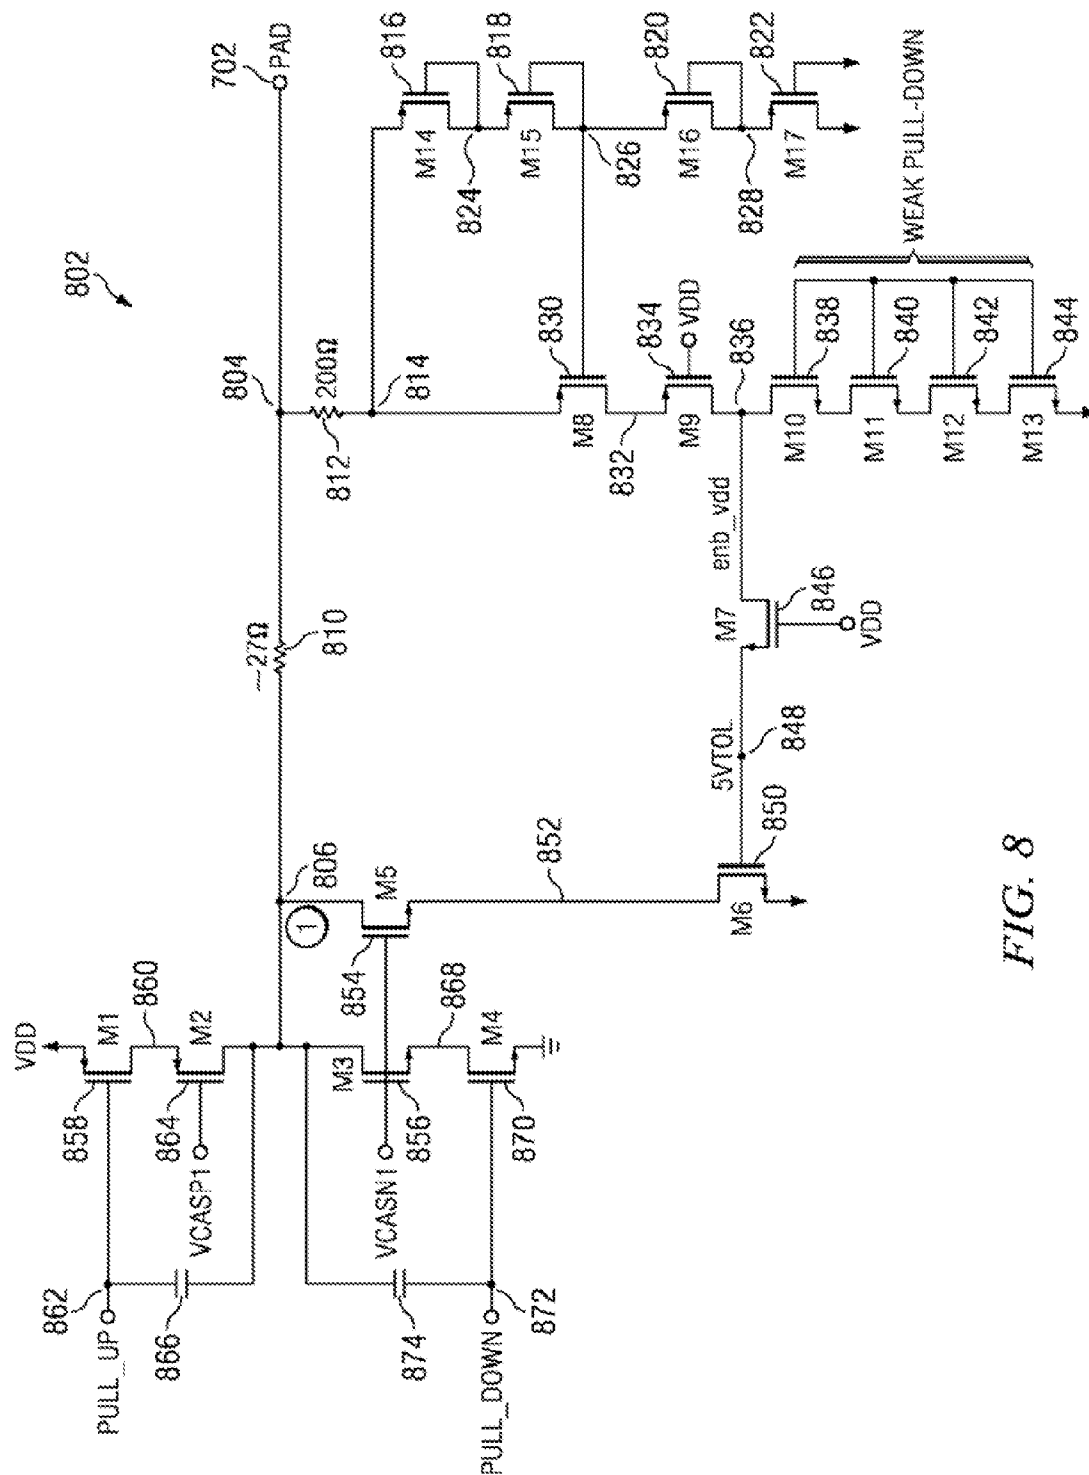 802
804
702
PAD
~27Ω
810
200Ω
812
814
816
M14
824
818
M15
826
820
M16
828
822
M17
830
M8
832
834
VDD
M9
836
enb_vdd
838
M10
840
M11
842
M12
844
M13
WEAK PULL-DOWN
M7
846
VDD
5VTOL
848
850
M6
852
806
1
M5
854
VDD
M1
858
860
M2
864
VCASP1
862
PULL_UP
866
M3
856
VCASN1
868
M4
870
874
872
PULL_DOWN
FIG. 8